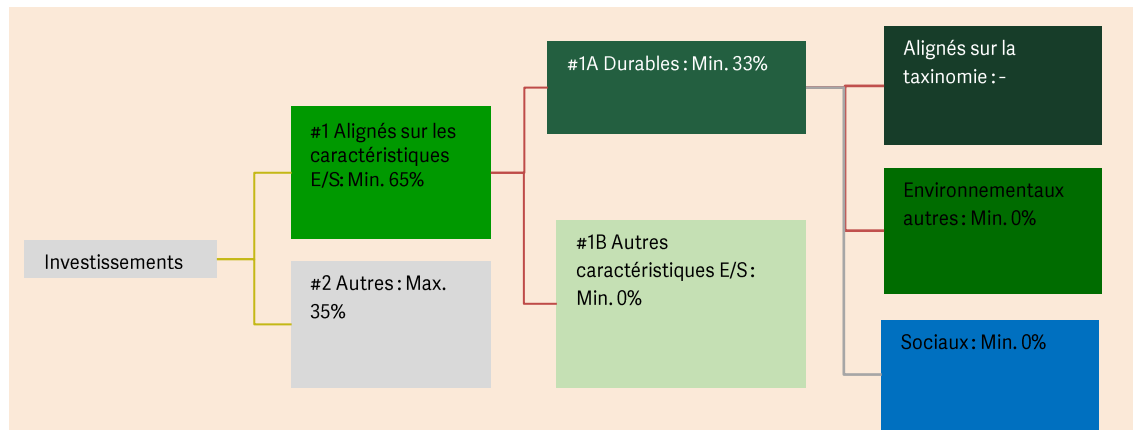 Investissements
#1 Alignés sur les
caractéristiques
E/S: Min. 65%
#2 Autres : Max.
35%
#1A Durables : Min. 33%
#1B Autres
caractéristiques E/S :
Min. 0%
Alignés sur la
taxinomie : -
Environnementaux
autres : Min. 0%
Sociaux : Min. 0%